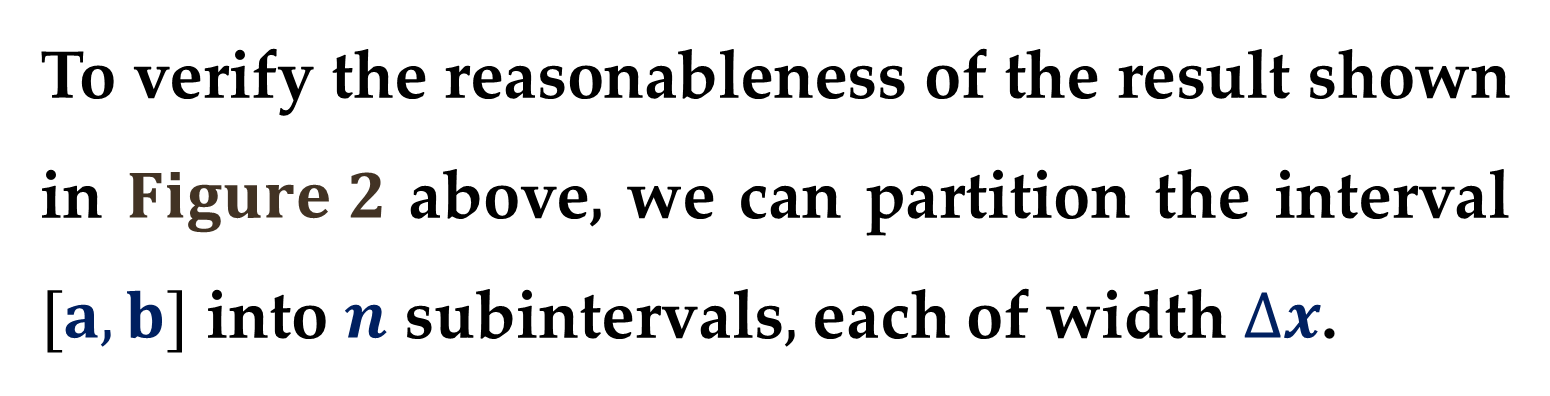 To verify the reasonableness of the result shown
in Figure 2 above, we can partition the interval
[a, b] into n subintervals, each of width Δx.